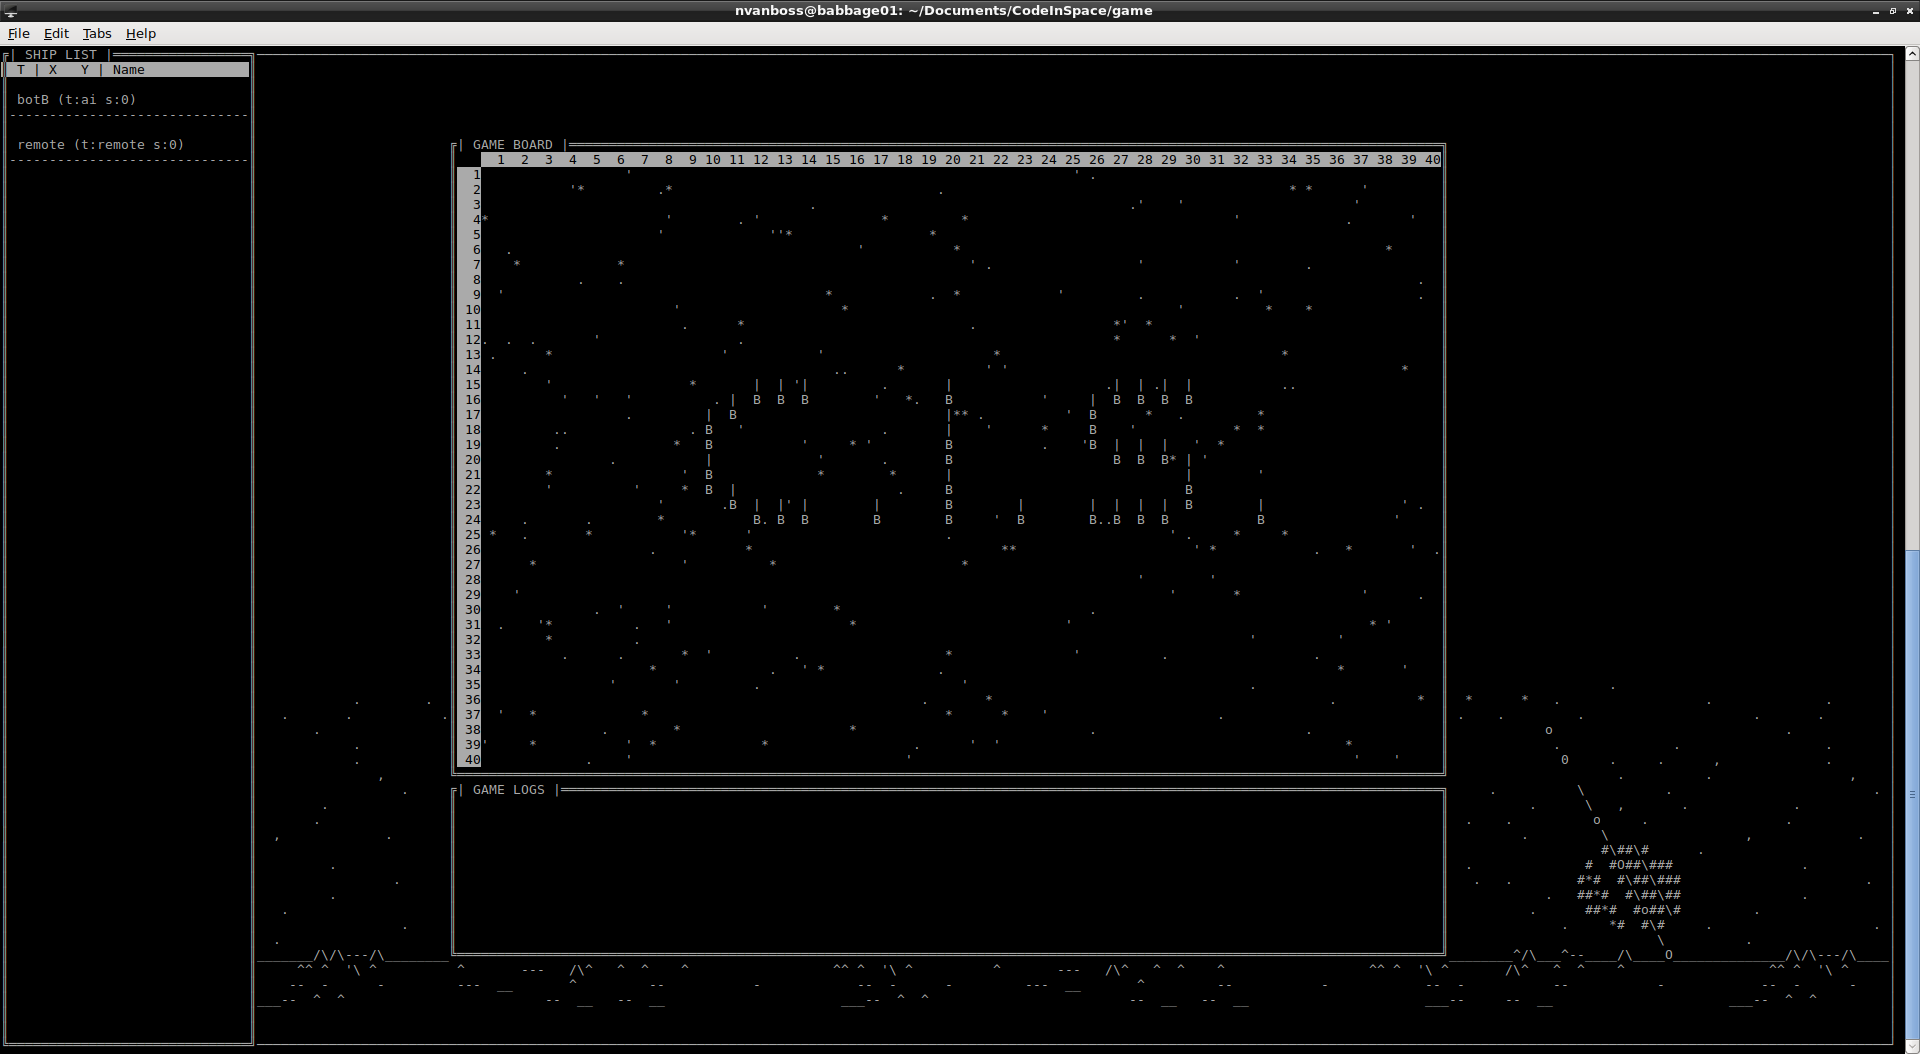 nvanboss@babbage01: ~/Documents/CodeInSpace/game
File Edit Tabs Help
SHIP LIST
T | X Y | Name
botB (t:ai s:0)
remote (t:remote s:0)
GAME BOARD
1 2 3 4 5 6 7 8 9 10 11 12 13 14 15 16 17 18 19 20 21 22 23 24 25 26 27 28 29 30 31 32 33 34 35 36 37 38 39 40
1
2
3
4
5
6
7
8
9
10
11
12
13
14
15
16 B B B B B B B B
17 B B
18 B B
19 B B B
20 B B B B
21 B
22 B B B
23 B B B
24 B B B B B B B B B B B
25
26
27
28
29
30
31
32
33
34
35
36
37
38
39
40
GAME LOGS